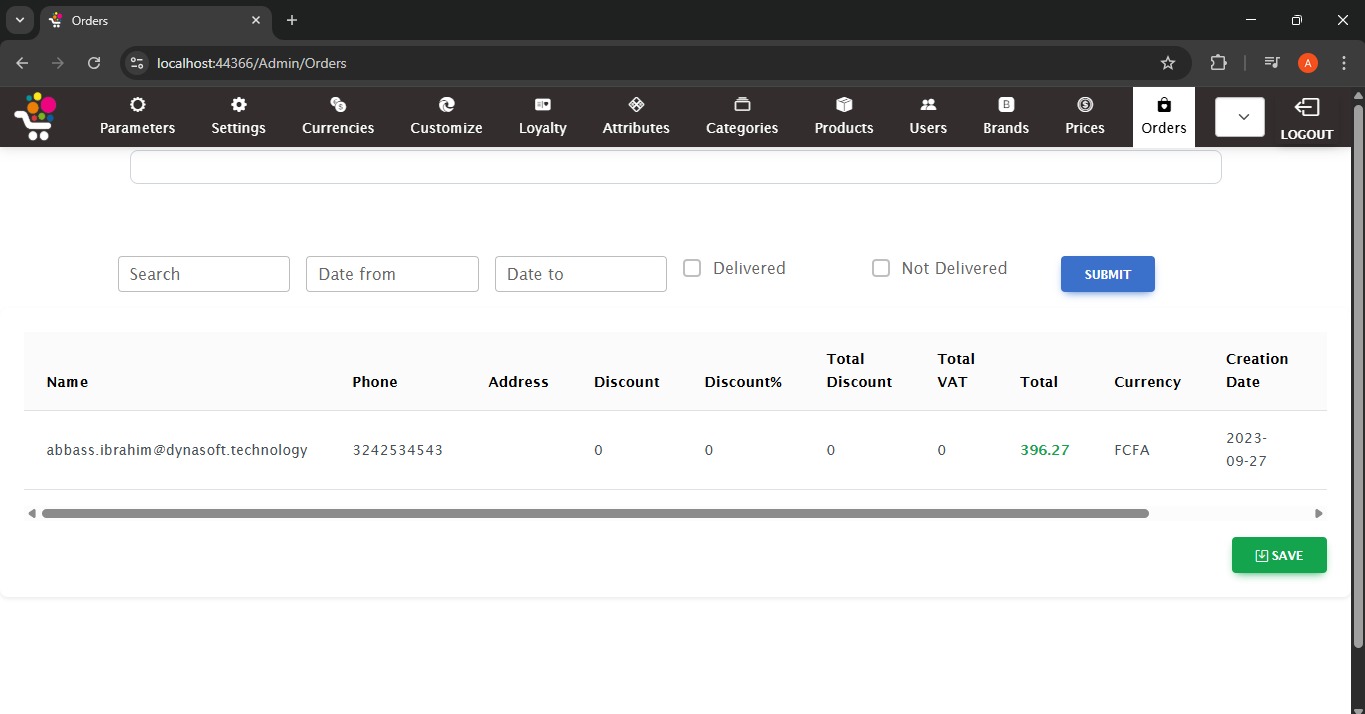 Orders
localhost:44366/Admin/Orders
A
Parameters Settings Currencies Customize Loyalty Attributes Categories Products Users Brands Prices Orders LOGOUT
Search Date from Date to Delivered Not Delivered SUBMIT
Name Phone Address Discount Discount% Total Discount Total VAT Total Currency Creation Date
abbass.ibrahim@dynasoft.technology 3242534543 0 0 0 0 396.27 FCFA 2023-09-27
SAVE